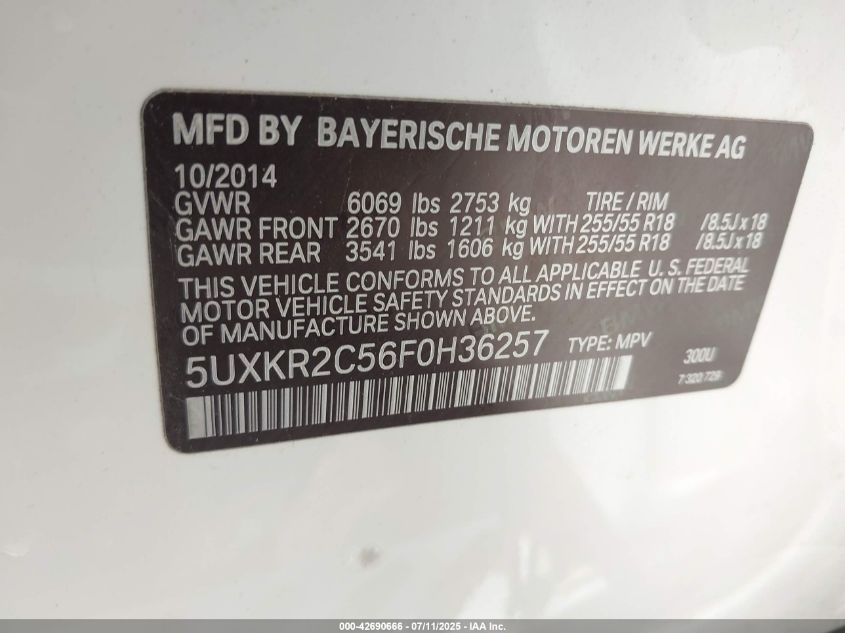 MFD BY BAYERISCHE MOTOREN WERKE AG
10/2014
GVWR 6069 lbs 2753 kg TIRE / RIM
GAWR FRONT 2670 lbs 1211 kg WITH 255/55 R18 /8.5J x 18
GAWR REAR 3541 lbs 1606 kg WITH 255/55 R18 /8.5J x 18
THIS VEHICLE CONFORMS TO ALL APPLICABLE U. S. FEDERAL
MOTOR VEHICLE SAFETY STANDARDS IN EFFECT ON THE DATE
OF MANUFACTURE SHOWN ABOVE.
5UXKR2C56F0H36257 TYPE: MPV 300U
7 320 729
000-42690666 - 07/11/2025 - IAA Inc.